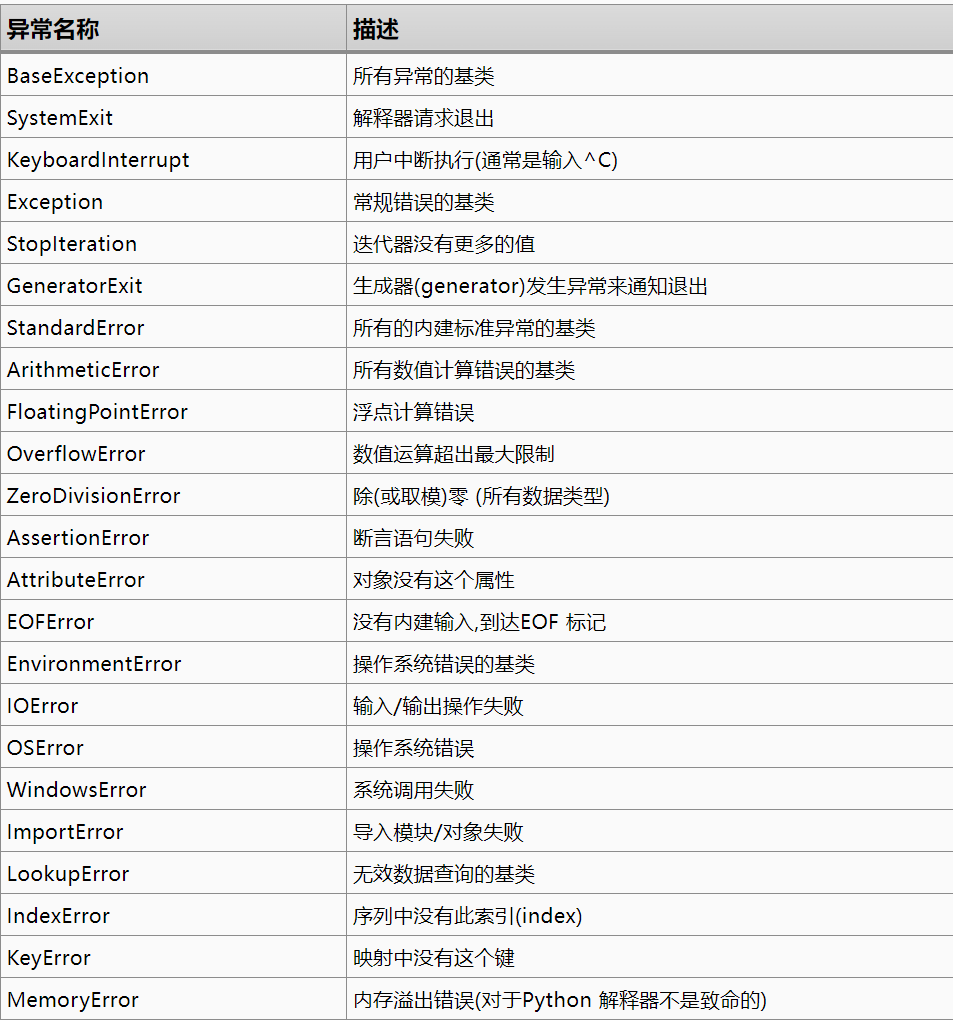 异常名称 描述
BaseException 所有异常的基类
SystemExit 解释器请求退出
KeyboardInterrupt 用户中断执行(通常是输入^C)
Exception 常规错误的基类
StopIteration 迭代器没有更多的值
GeneratorExit 生成器(generator)发生异常来通知退出
StandardError 所有的内建标准异常的基类
ArithmeticError 所有数值计算错误的基类
FloatingPointError 浮点计算错误
OverflowError 数值运算超出最大限制
ZeroDivisionError 除(或取模)零 (所有数据类型)
AssertionError 断言语句失败
AttributeError 对象没有这个属性
EOFError 没有内建输入,到达EOF 标记
EnvironmentError 操作系统错误的基类
IOError 输入/输出操作失败
OSError 操作系统错误
WindowsError 系统调用失败
ImportError 导入模块/对象失败
LookupError 无效数据查询的基类
IndexError 序列中没有此索引(index)
KeyError 映射中没有这个键
MemoryError 内存溢出错误(对于Python 解释器不是致命的)